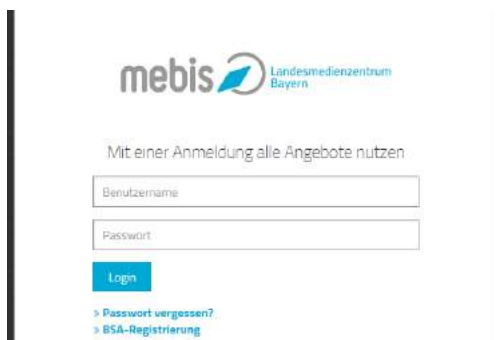 mebis Landesmedienzentrum
Bayern
Mit einer Anmeldung alle Angebote nutzen
Benutzername
Passwort
Login
» Passwort vergessen?
» BSA-Registrierung